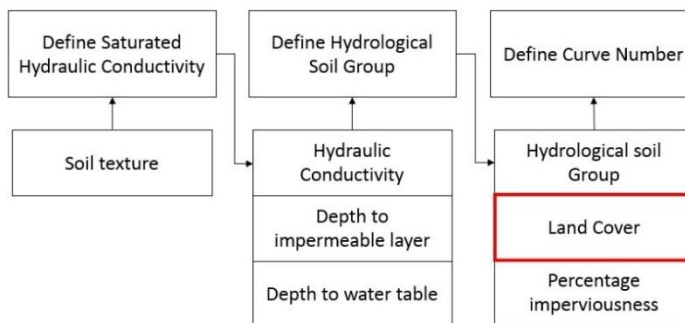 Define Saturated
Hydraulic Conductivity
Define Hydrological
Soil Group
Define Curve Number
Soil texture
Hydraulic
Conductivity
Depth to
impermeable layer
Depth to water table
Hydrological soil
Group
Land Cover
Percentage
imperviousness